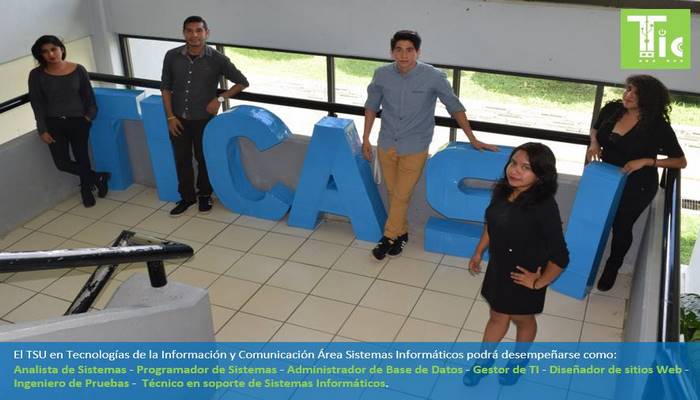 Tic
TICASI
El TSU en Tecnologías de la Información y Comunicación Área Sistemas Informáticos podrá desempeñarse como:
Analista de Sistemas - Programador de Sistemas - Administrador de Base de Datos - Gestor de TI - Diseñador de sitios Web -
Ingeniero de Pruebas - Técnico en soporte de Sistemas Informáticos.